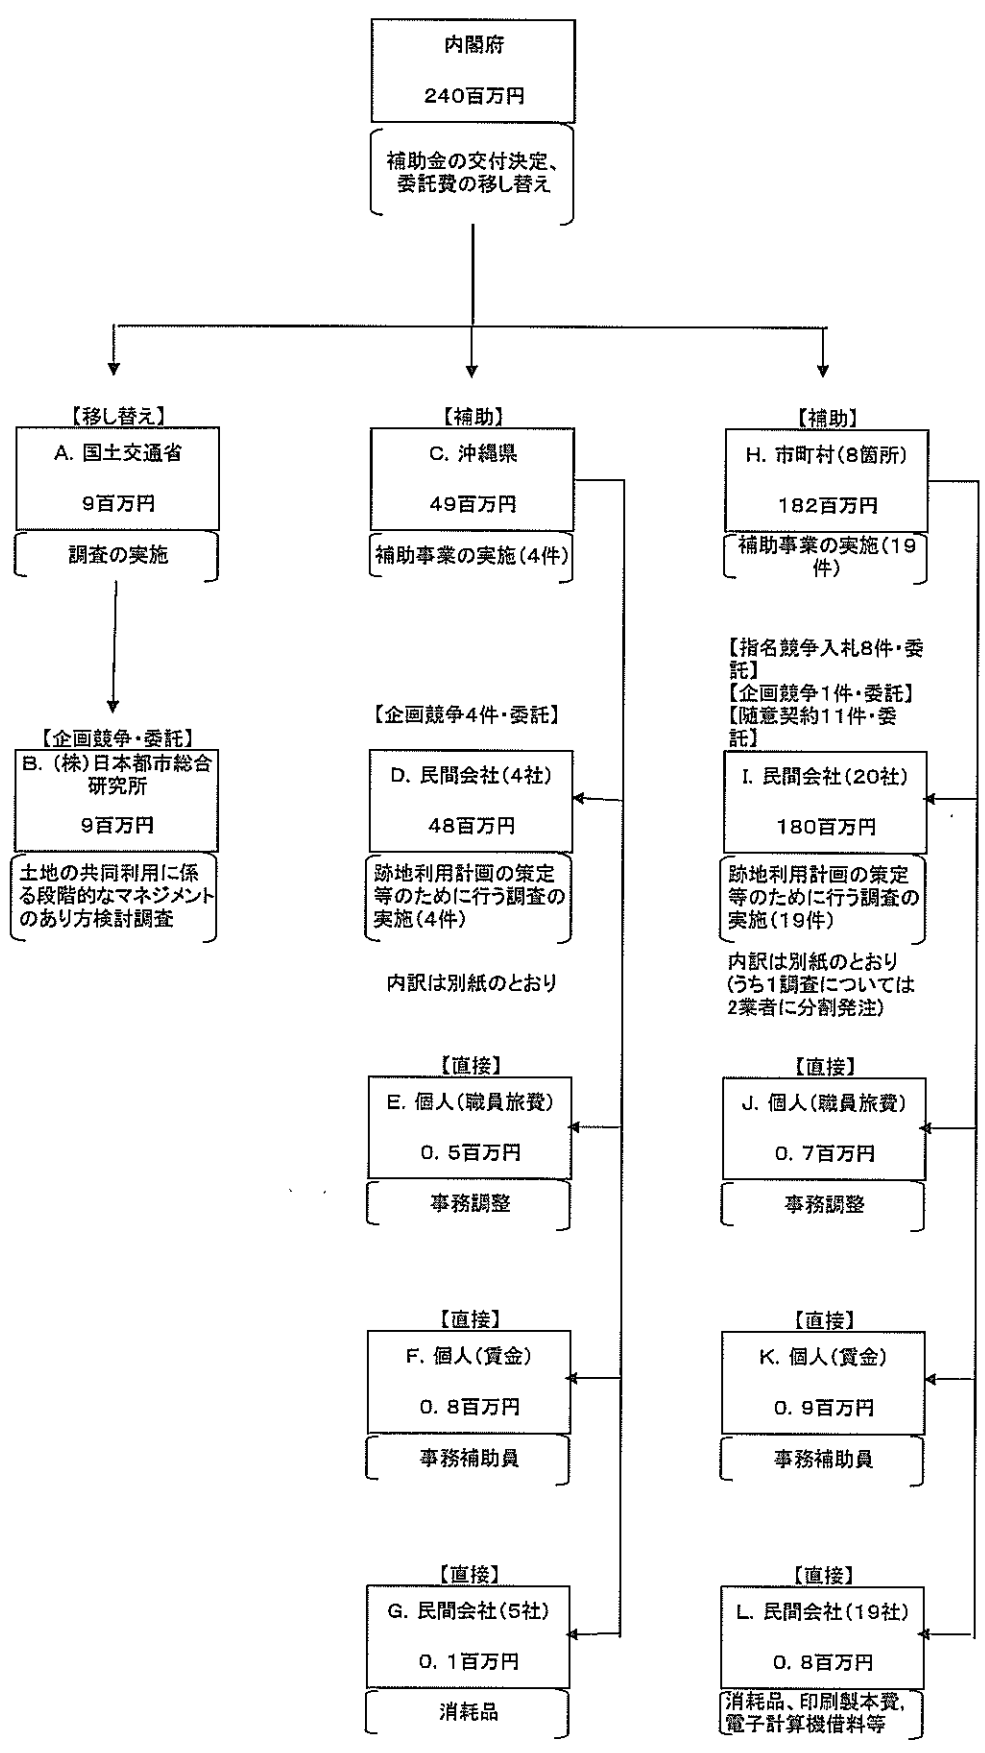 内閣府
240百万円
補助金の交付決定、
委託費の移し替え
【移し替え】
A. 国土交通省
9百万円
調査の実施
【企画競争・委託】
B. (株)日本都市総合
研究所
9百万円
土地の共同利用に係
る段階的なマネジメント
のあり方検討調査
【補助】
C. 沖縄県
49百万円
補助事業の実施(4件)
【企画競争4件・委託】
D. 民間会社(4社)
48百万円
跡地利用計画の策定
等のために行う調査の
実施(4件)
内訳は別紙のとおり
【直接】
E. 個人(職員旅費)
0. 5百万円
事務調整
【直接】
F. 個人(賃金)
0. 8百万円
事務補助員
【直接】
G. 民間会社(5社)
0. 1百万円
消耗品
【補助】
H. 市町村(8箇所)
182百万円
補助事業の実施(19
件)
【指名競争入札8件・委
託】
【企画競争1件・委託】
【随意契約11件・委
託】
I. 民間会社(20社)
180百万円
跡地利用計画の策定
等のために行う調査の
実施(19件)
内訳は別紙のとおり
(うち1調査については
2業者に分割発注)
【直接】
J. 個人(職員旅費)
0. 7百万円
事務調整
【直接】
K. 個人(賃金)
0. 9百万円
事務補助員
【直接】
L. 民間会社(19社)
0. 8百万円
消耗品、印刷製本費,
電子計算機借料等